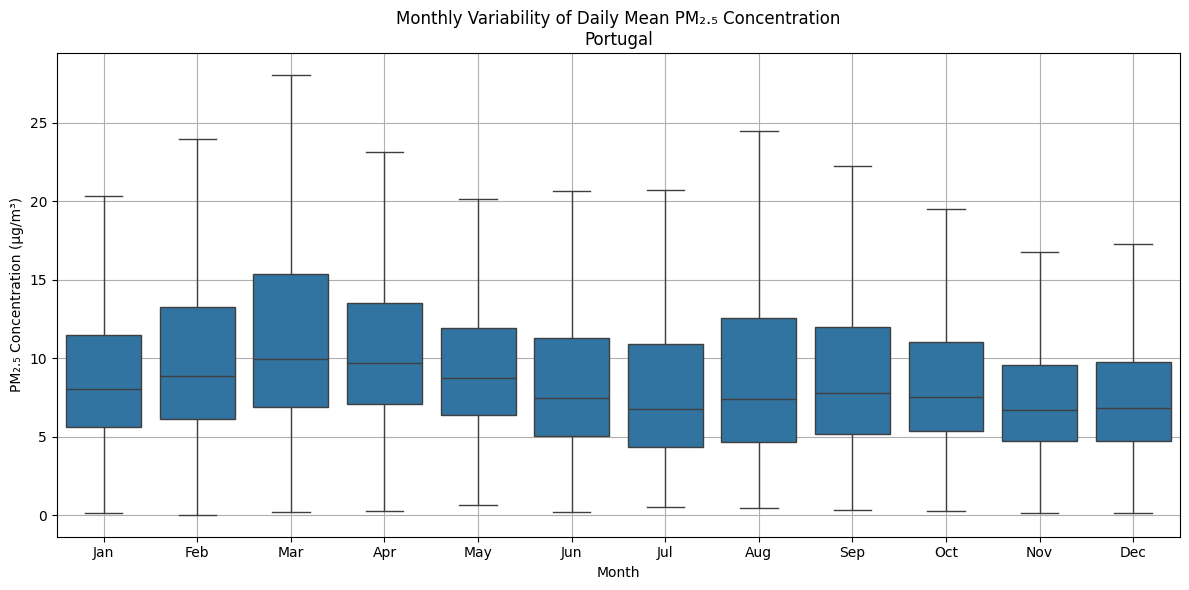 Monthly Variability of Daily Mean PM₂.₅ Concentration
Portugal
PM₂.₅ Concentration (µg/m³)
25
20
15
10
5
0
Jan Feb Mar Apr May Jun Jul Aug Sep Oct Nov Dec
Month